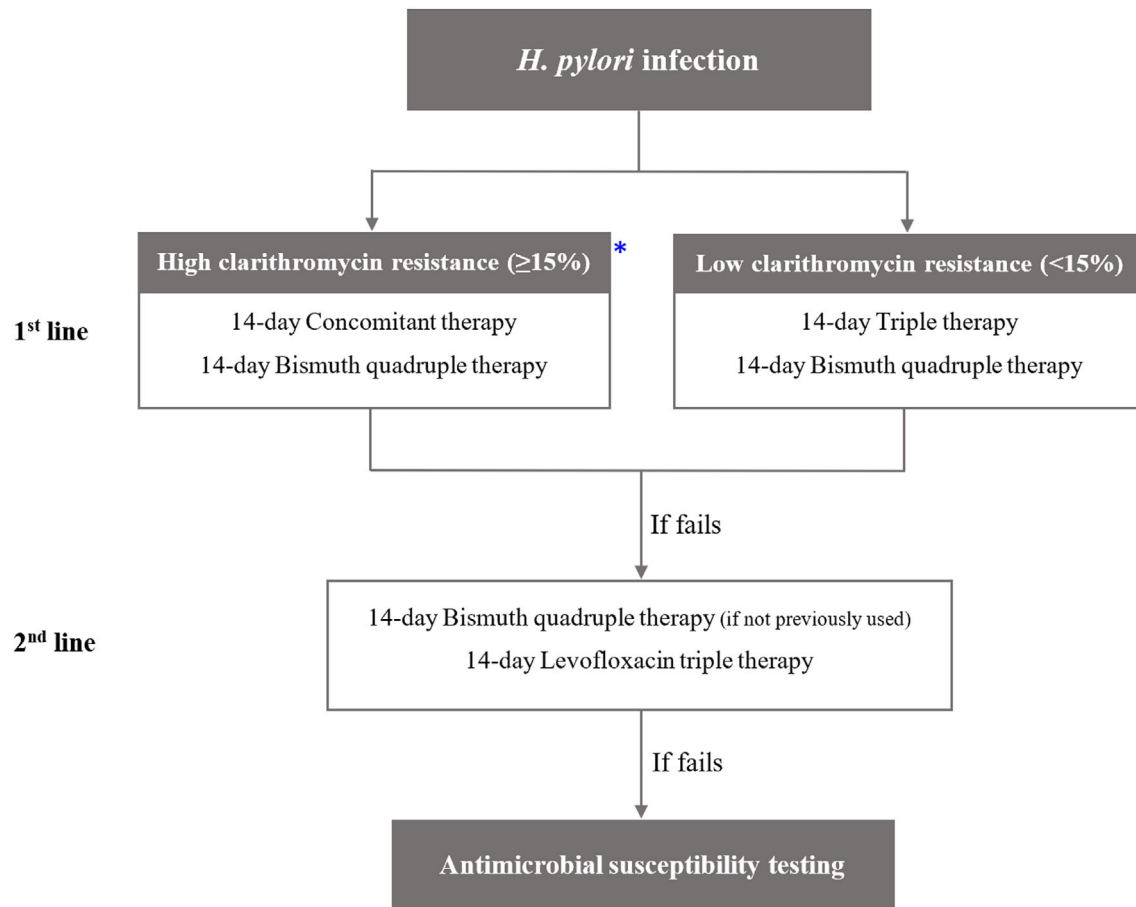 H. pylori infection
High clarithromycin resistance (≥15%)
*
Low clarithromycin resistance (<15%)
1st line
14-day Concomitant therapy
14-day Bismuth quadruple therapy
14-day Triple therapy
14-day Bismuth quadruple therapy
If fails
2nd line
14-day Bismuth quadruple therapy (if not previously used)
14-day Levofloxacin triple therapy
If fails
Antimicrobial susceptibility testing